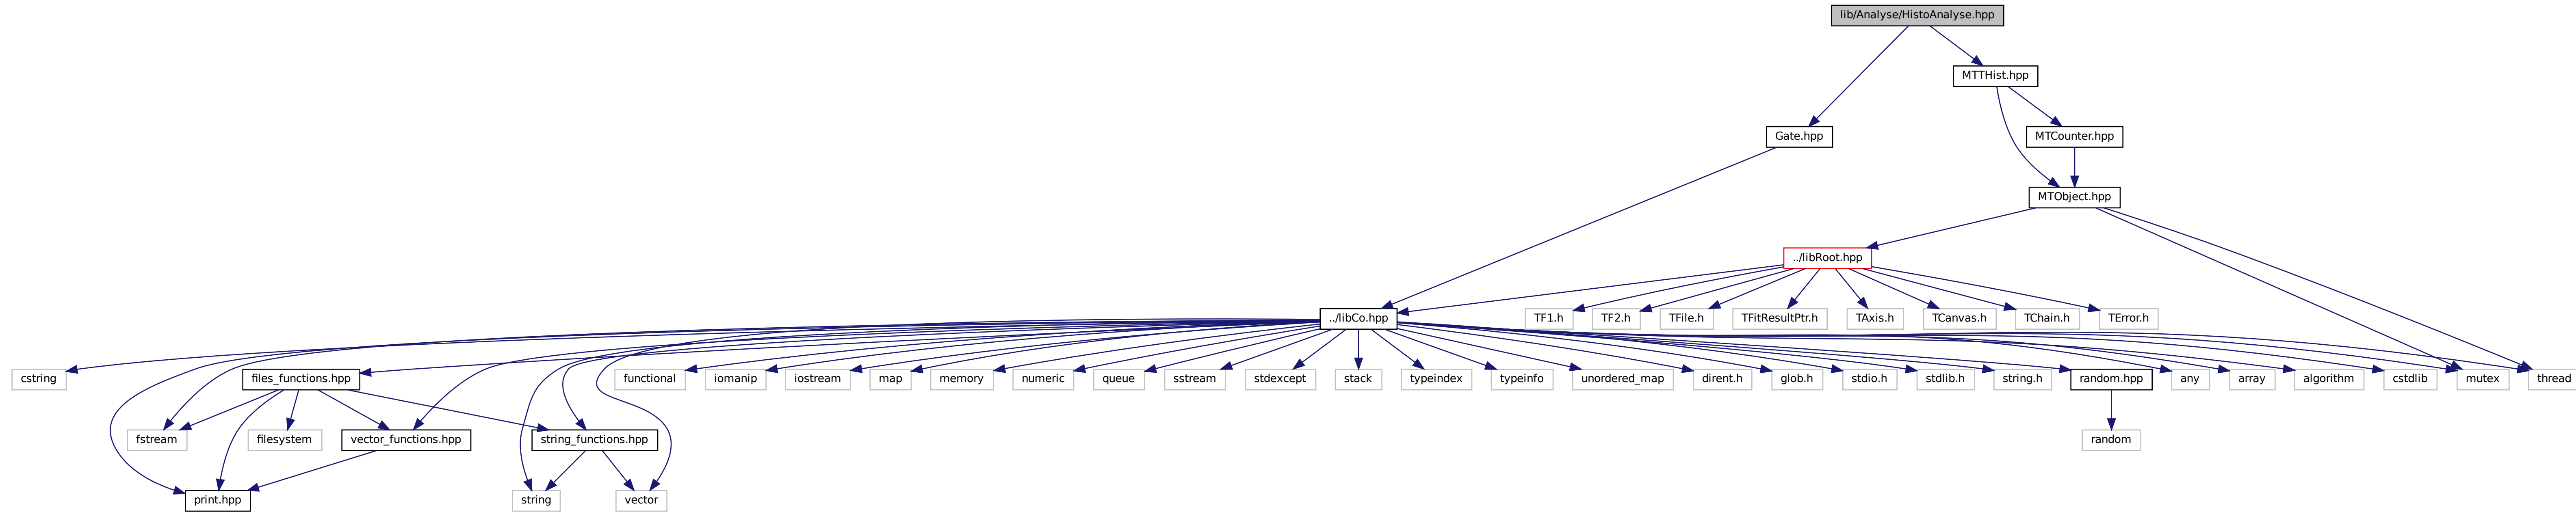 lib/Analyse/HistoAnalyse.hpp
MTTHist.hpp
Gate.hpp
MTCounter.hpp
MTObject.hpp
../libRoot.hpp
../libCo.hpp
TF1.h
TF2.h
TFile.h
TFitResultPtr.h
TAxis.h
TCanvas.h
TChain.h
TError.h
cstring
files_functions.hpp
functional
iomanip
iostream
map
memory
numeric
queue
sstream
stdexcept
stack
typeindex
typeinfo
unordered_map
dirent.h
glob.h
stdio.h
stdlib.h
string.h
random.hpp
any
array
algorithm
cstdlib
mutex
thread
fstream
filesystem
vector_functions.hpp
string_functions.hpp
random
print.hpp
string
vector